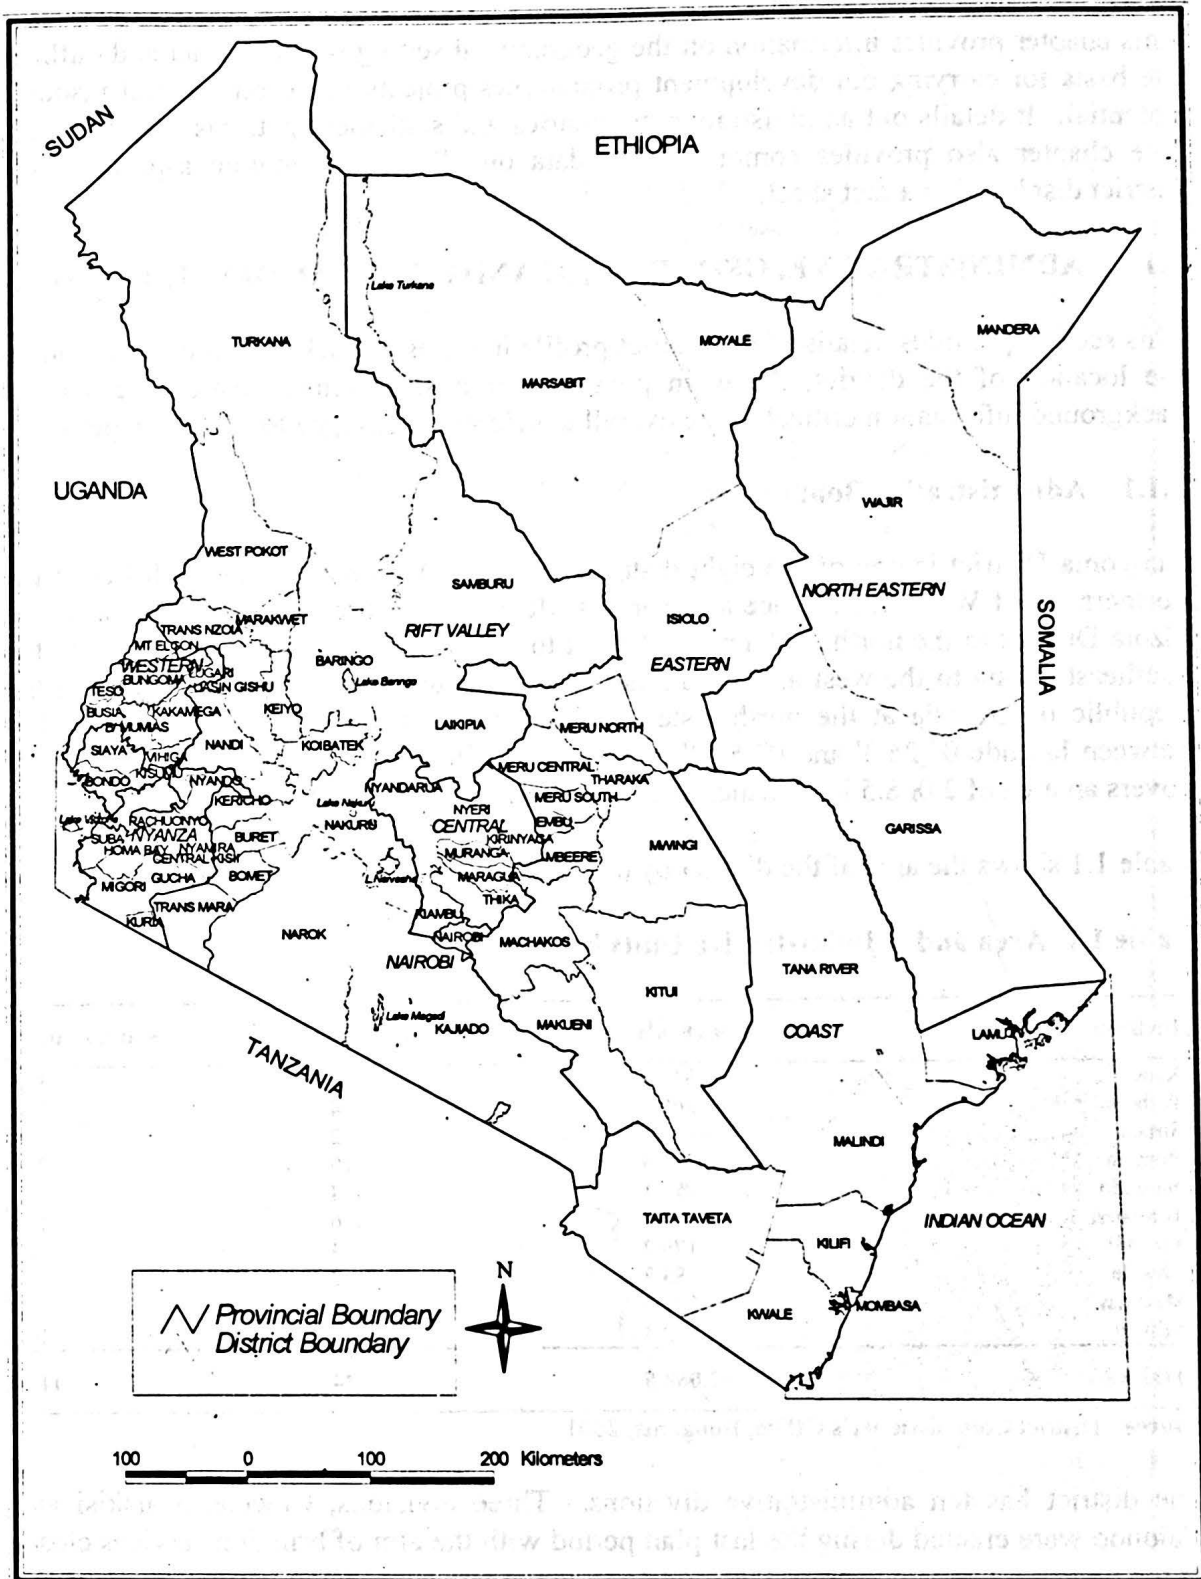 SUDAN
ETHIOPIA
Lake Turkana
MANDERA
TURKANA
MOYALE
MARSABIT
UGANDA
WAJIR
WEST POKOT
SAMBURU
NORTH EASTERN
SOMALIA
MARAKWET
TRANS NZOIA
RIFT VALLEY
ISIOLO
MT ELGON
WESTERN
LUGARI
BARINGO
EASTERN
BUNGOMA
UASIN GISHU
Lake Baringo
TESO
BUSIA
KAKAMEGA
KEIYO
B/MUMIAS
LAIKIPIA
MERU NORTH
SIAYA
VIHIGA
NANDI
KOIBATEK
KISUMU
MERU CENTRAL
BONDO
NYANDO
NYANDARUA
THARAKA
KERICHO
Lake Nakuru
NYERI
MERU SOUTH
Lake Victoria
RACHUONYO
NAKURU
CENTRAL
EMBU
GARISSA
SUBA
NYANZA
BURET
KIRINYAGA
HOMA BAY
NYAMIRA
MURANGA
MBEERE
MWINGI
CENTRAL KISII
BOMET
L Naivasha
MARAGUA
MIGORI
GUCHA
THIKA
TRANS MARA
KIAMBU
KURIA
NAROK
NAIROBI
MACHAKOS
NAIROBI
TANA RIVER
KITUI
Lake Magadi
KAJIADO
MAKUENI
COAST
LAMU
TANZANIA
MALINDI
TAITA TAVETA
INDIAN OCEAN
KILIFI
KWALE
MOMBASA
N
Provincial Boundary
District Boundary
100 0 100 200 Kilometers